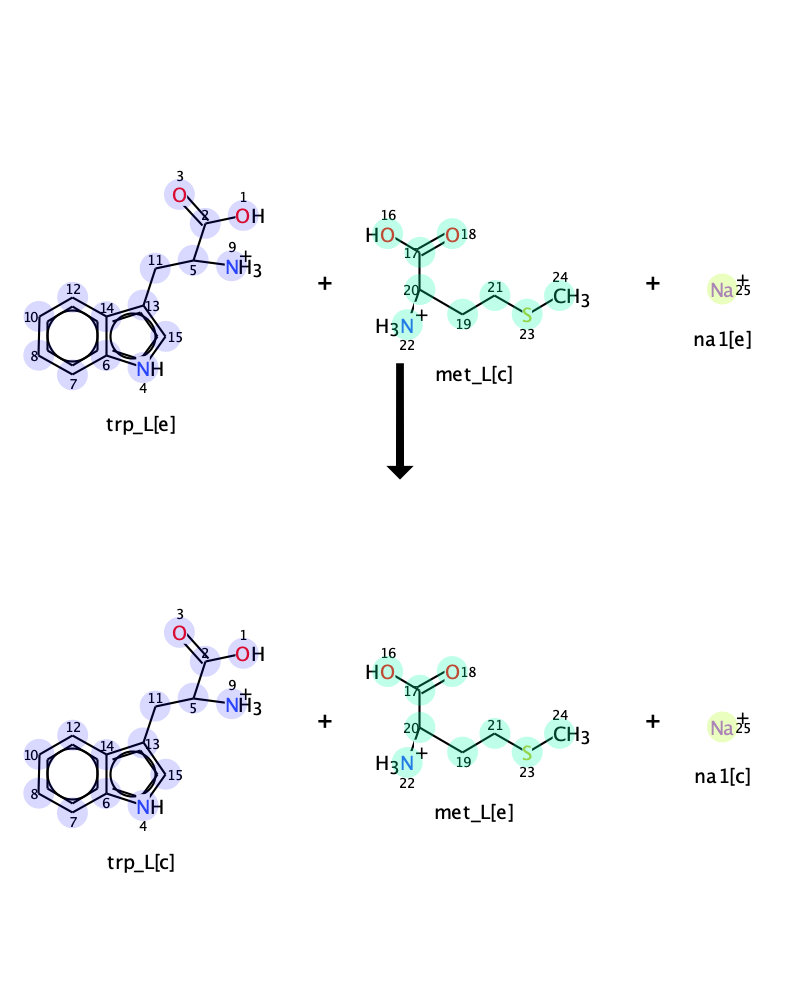 3
O
1
2
OH
9
+
NH3
5
11
12
13
14
10
15
8
6
NH
7
4
trp_L[e]
+
16
HO
O 18
17
20
21
24
CH3
19
S
23
H3N
+
22
met_L[c]
+
Na
+
25
na1[e]
3
O
1
2
OH
9
+
NH3
5
11
12
13
14
10
15
8
6
NH
7
4
trp_L[c]
+
16
HO
O 18
17
20
21
24
CH3
19
S
23
H3N
+
22
met_L[e]
+
Na
+
25
na1[c]